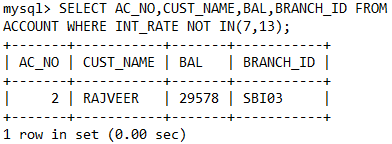 mysql> SELECT AC_NO,CUST_NAME,BAL,BRANCH_ID FROM
ACCOUNT WHERE INT_RATE NOT IN(7,13);
+-------+-----------+-------+-----------+
| AC_NO | CUST_NAME | BAL   | BRANCH_ID |
+-------+-----------+-------+-----------+
|     2 | RAJVEER   | 29578 | SBI03     |
+-------+-----------+-------+-----------+
1 row in set (0.00 sec)